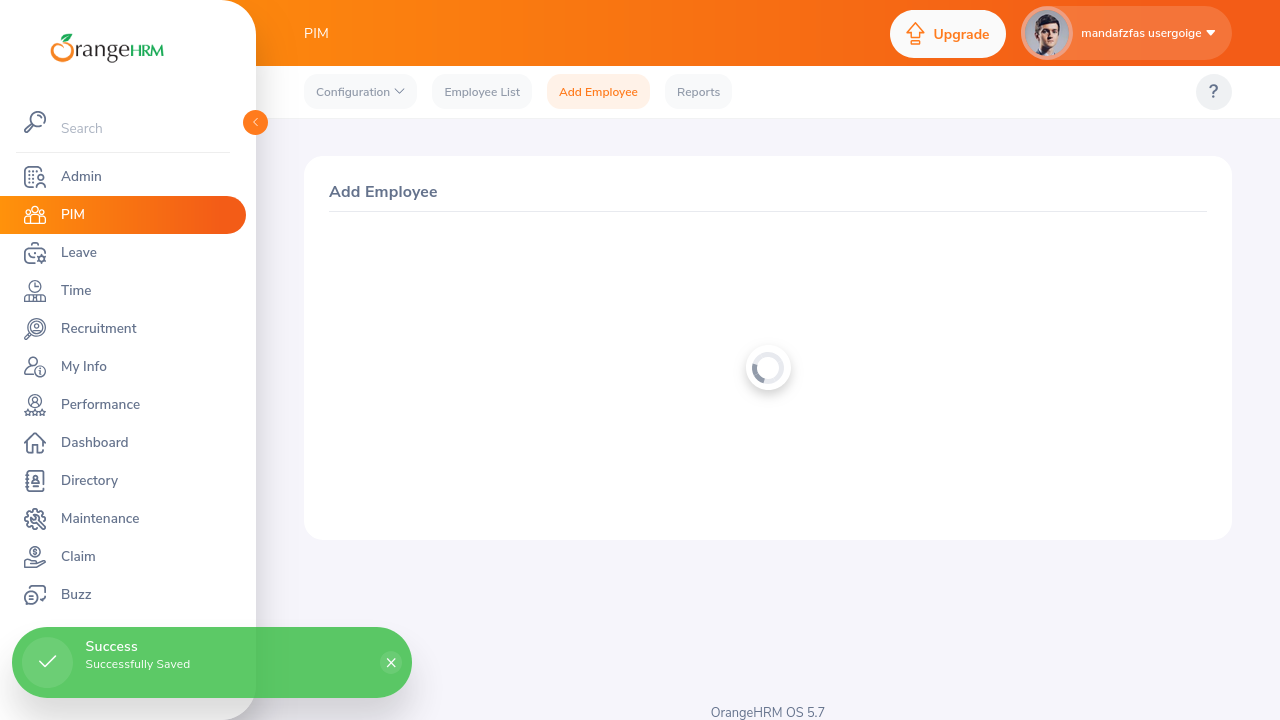 OrangeHRM
Search
Admin
PIM
Leave
Time
Recruitment
My Info
Performance
Dashboard
Directory
Maintenance
Claim
Buzz
PIM
Upgrade
mandafzfas usergoige
Configuration
Employee List
Add Employee
Reports
?
Add Employee
Success
Successfully Saved
OrangeHRM OS 5.7